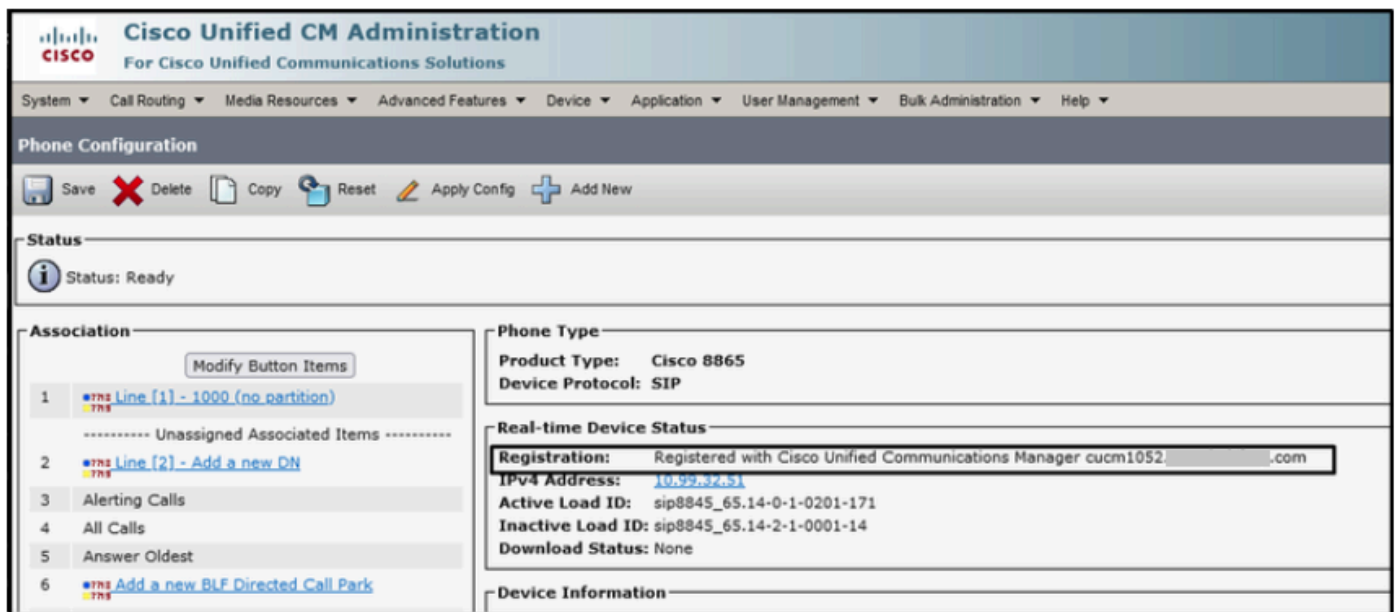 Cisco Unified CM Administration
CISCO
For Cisco Unified Communications Solutions
System Call Routing Media Resources Advanced Features Device Application User Management Bulk Administration Help
Phone Configuration
Save Delete Copy Reset Apply Config Add New
Status
i Status: Ready
Association
Modify Button Items
1 Line [1] - 1000 (no partition)
---------- Unassigned Associated Items ----------
2 Line [2] - Add a new DN
3 Alerting Calls
4 All Calls
5 Answer Oldest
6 Add a new BLF Directed Call Park
Phone Type
Product Type: Cisco 8865
Device Protocol: SIP
Real-time Device Status
Registration: Registered with Cisco Unified Communications Manager cucm1052. .com
IPv4 Address: 10.99.32.51
Active Load ID: sip8845_65.14-0-1-0201-171
Inactive Load ID: sip8845_65.14-2-1-0001-14
Download Status: None
Device Information